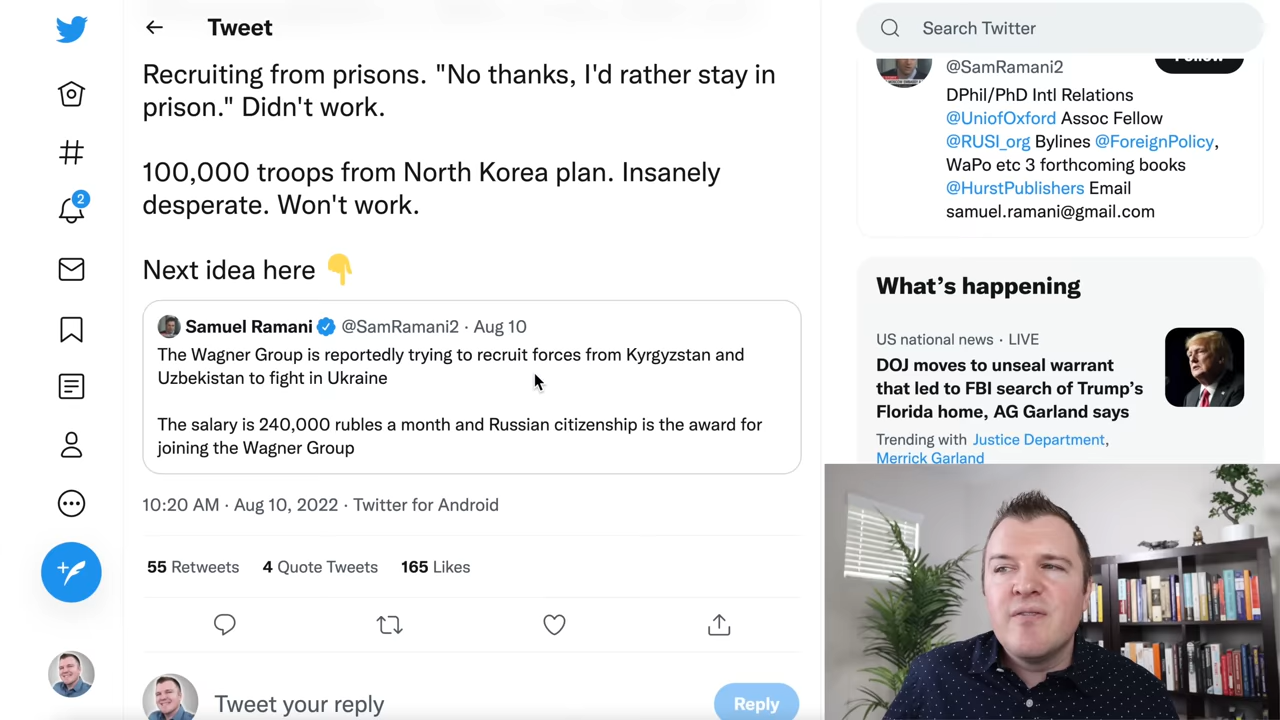 Tweet
Recruiting from prisons. "No thanks, I'd rather stay in
prison." Didn't work.
100,000 troops from North Korea plan. Insanely
desperate. Won't work.
Next idea here
Samuel Ramani @SamRamani2 · Aug 10
The Wagner Group is reportedly trying to recruit forces from Kyrgyzstan and
Uzbekistan to fight in Ukraine
The salary is 240,000 rubles a month and Russian citizenship is the award for
joining the Wagner Group
10:20 AM · Aug 10, 2022 · Twitter for Android
55 Retweets 4 Quote Tweets 165 Likes
Tweet your reply
Reply
2
Search Twitter
@SamRamani2
Follow
DPhil/PhD Intl Relations
@UniofOxford Assoc Fellow
@RUSI_org Bylines @ForeignPolicy,
WaPo etc 3 forthcoming books
@HurstPublishers Email
samuel.ramani@gmail.com
What's happening
US national news · LIVE
DOJ moves to unseal warrant
that led to FBI search of Trump's
Florida home, AG Garland says
Trending with Justice Department,
Merrick Garland